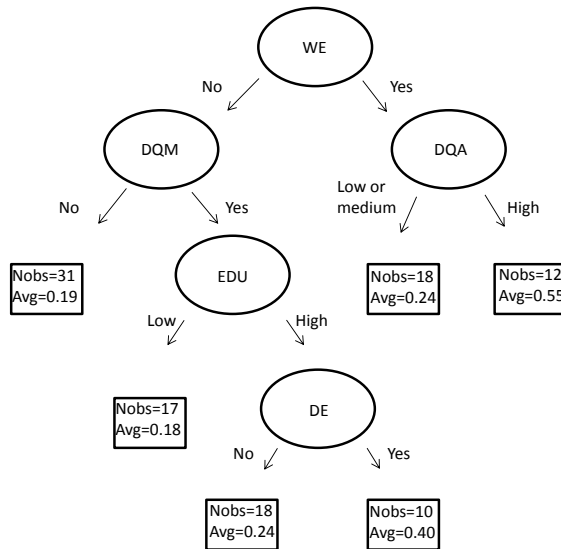 WE
No
Yes
DQM
DQA
Low or
medium
No
Yes
High
Nobs=31
Avg=0.19
EDU
Nobs=18
Avg=0.24
Nobs=12
Avg=0.55
Low
High
Nobs=17
Avg=0.18
DE
No
Yes
Nobs=18
Avg=0.24
Nobs=10
Avg=0.40